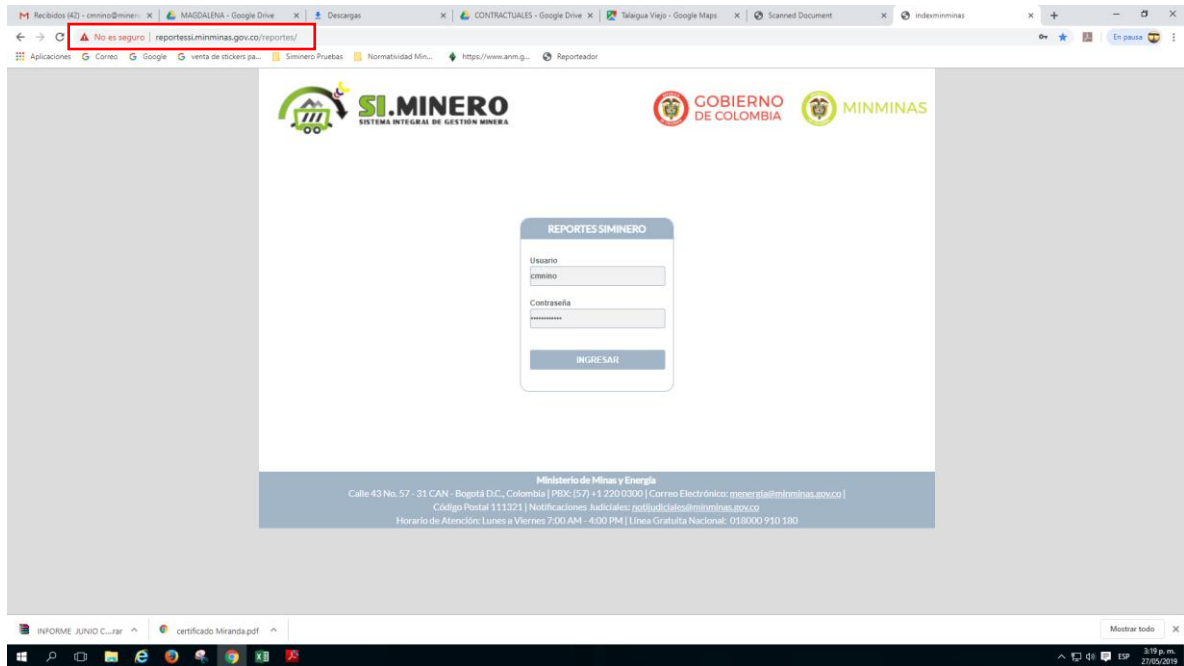 Recibidos (42) - cmnino@minerí
MAGDALENA - Google Drive
Descargas
CONTRACTUALES - Google Drive
Talaigua Viejo - Google Maps
Scanned Document
indexminminas
No es seguro | reportessi.minminas.gov.co/reportes/
En pausa
Aplicaciones
Correo
Google
venta de stickers pa...
Siminero Pruebas
Normatividad Min...
https://www.anm.g...
Reporteador
SI.MINERO
SISTEMA INTEGRAL DE GESTIÓN MINERA
GOBIERNO
DE COLOMBIA
MINMINAS
REPORTES SIMINERO
Usuario
cmnino
Contraseña
••••••••••••
INGRESAR
Ministerio de Minas y Energía
Calle 43 No. 57 - 31 CAN - Bogotá D.C., Colombia | PBX: (57) +1 220 0300 | Correo Electrónico: menergia@minminas.gov.co |
Código Postal 111321 | Notificaciones Judiciales: notijudiciales@minminas.gov.co
Horario de Atención: Lunes a Viernes 7:00 AM - 4:00 PM | Línea Gratuita Nacional: 018000 910 180
INFORME JUNIO C....rar
certificado Miranda.pdf
Mostrar todo
ESP
3:19 p. m.
27/05/2019